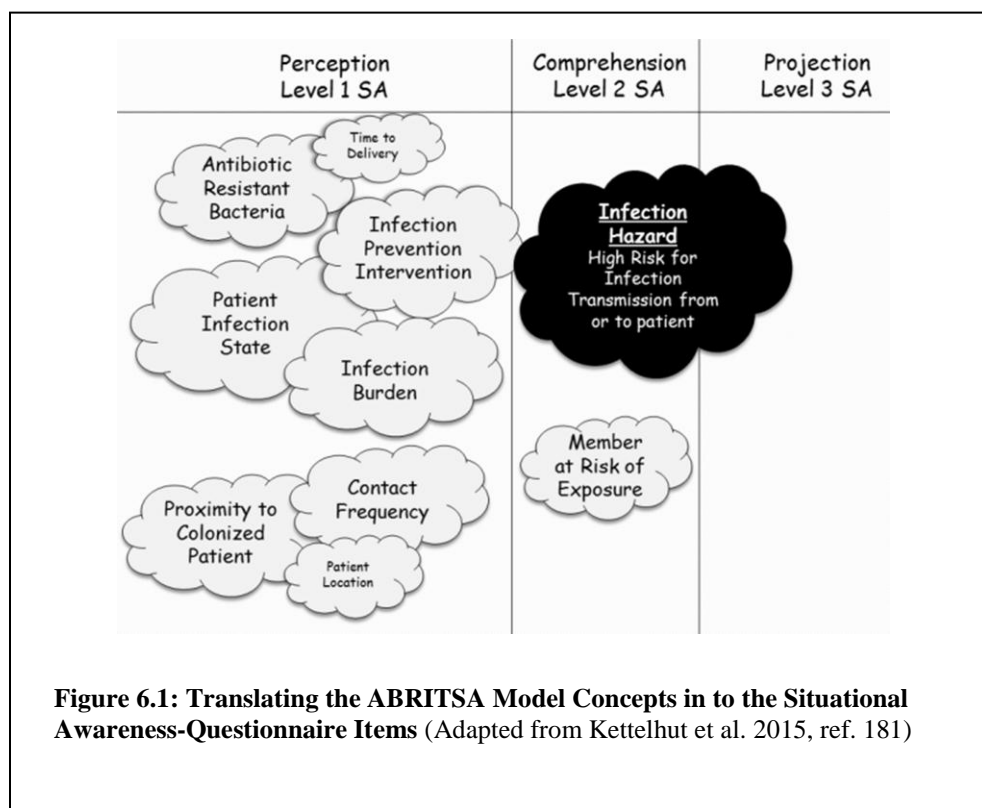 Perception
Level 1 SA
Comprehension
Level 2 SA
Projection
Level 3 SA
Time to
Delivery
Antibiotic
Resistant
Bacteria
Infection
Prevention
Intervention
Patient
Infection
State
Infection
Burden
Contact
Frequency
Proximity to
Colonized
Patient
Patient
Location
Infection
Hazard
High Risk for
Infection
Transmission from
or to patient
Member
at Risk of
Exposure
Figure 6.1: Translating the ABRITSA Model Concepts in to the Situational
Awareness-Questionnaire Items (Adapted from Kettelhut et al. 2015, ref. 181)